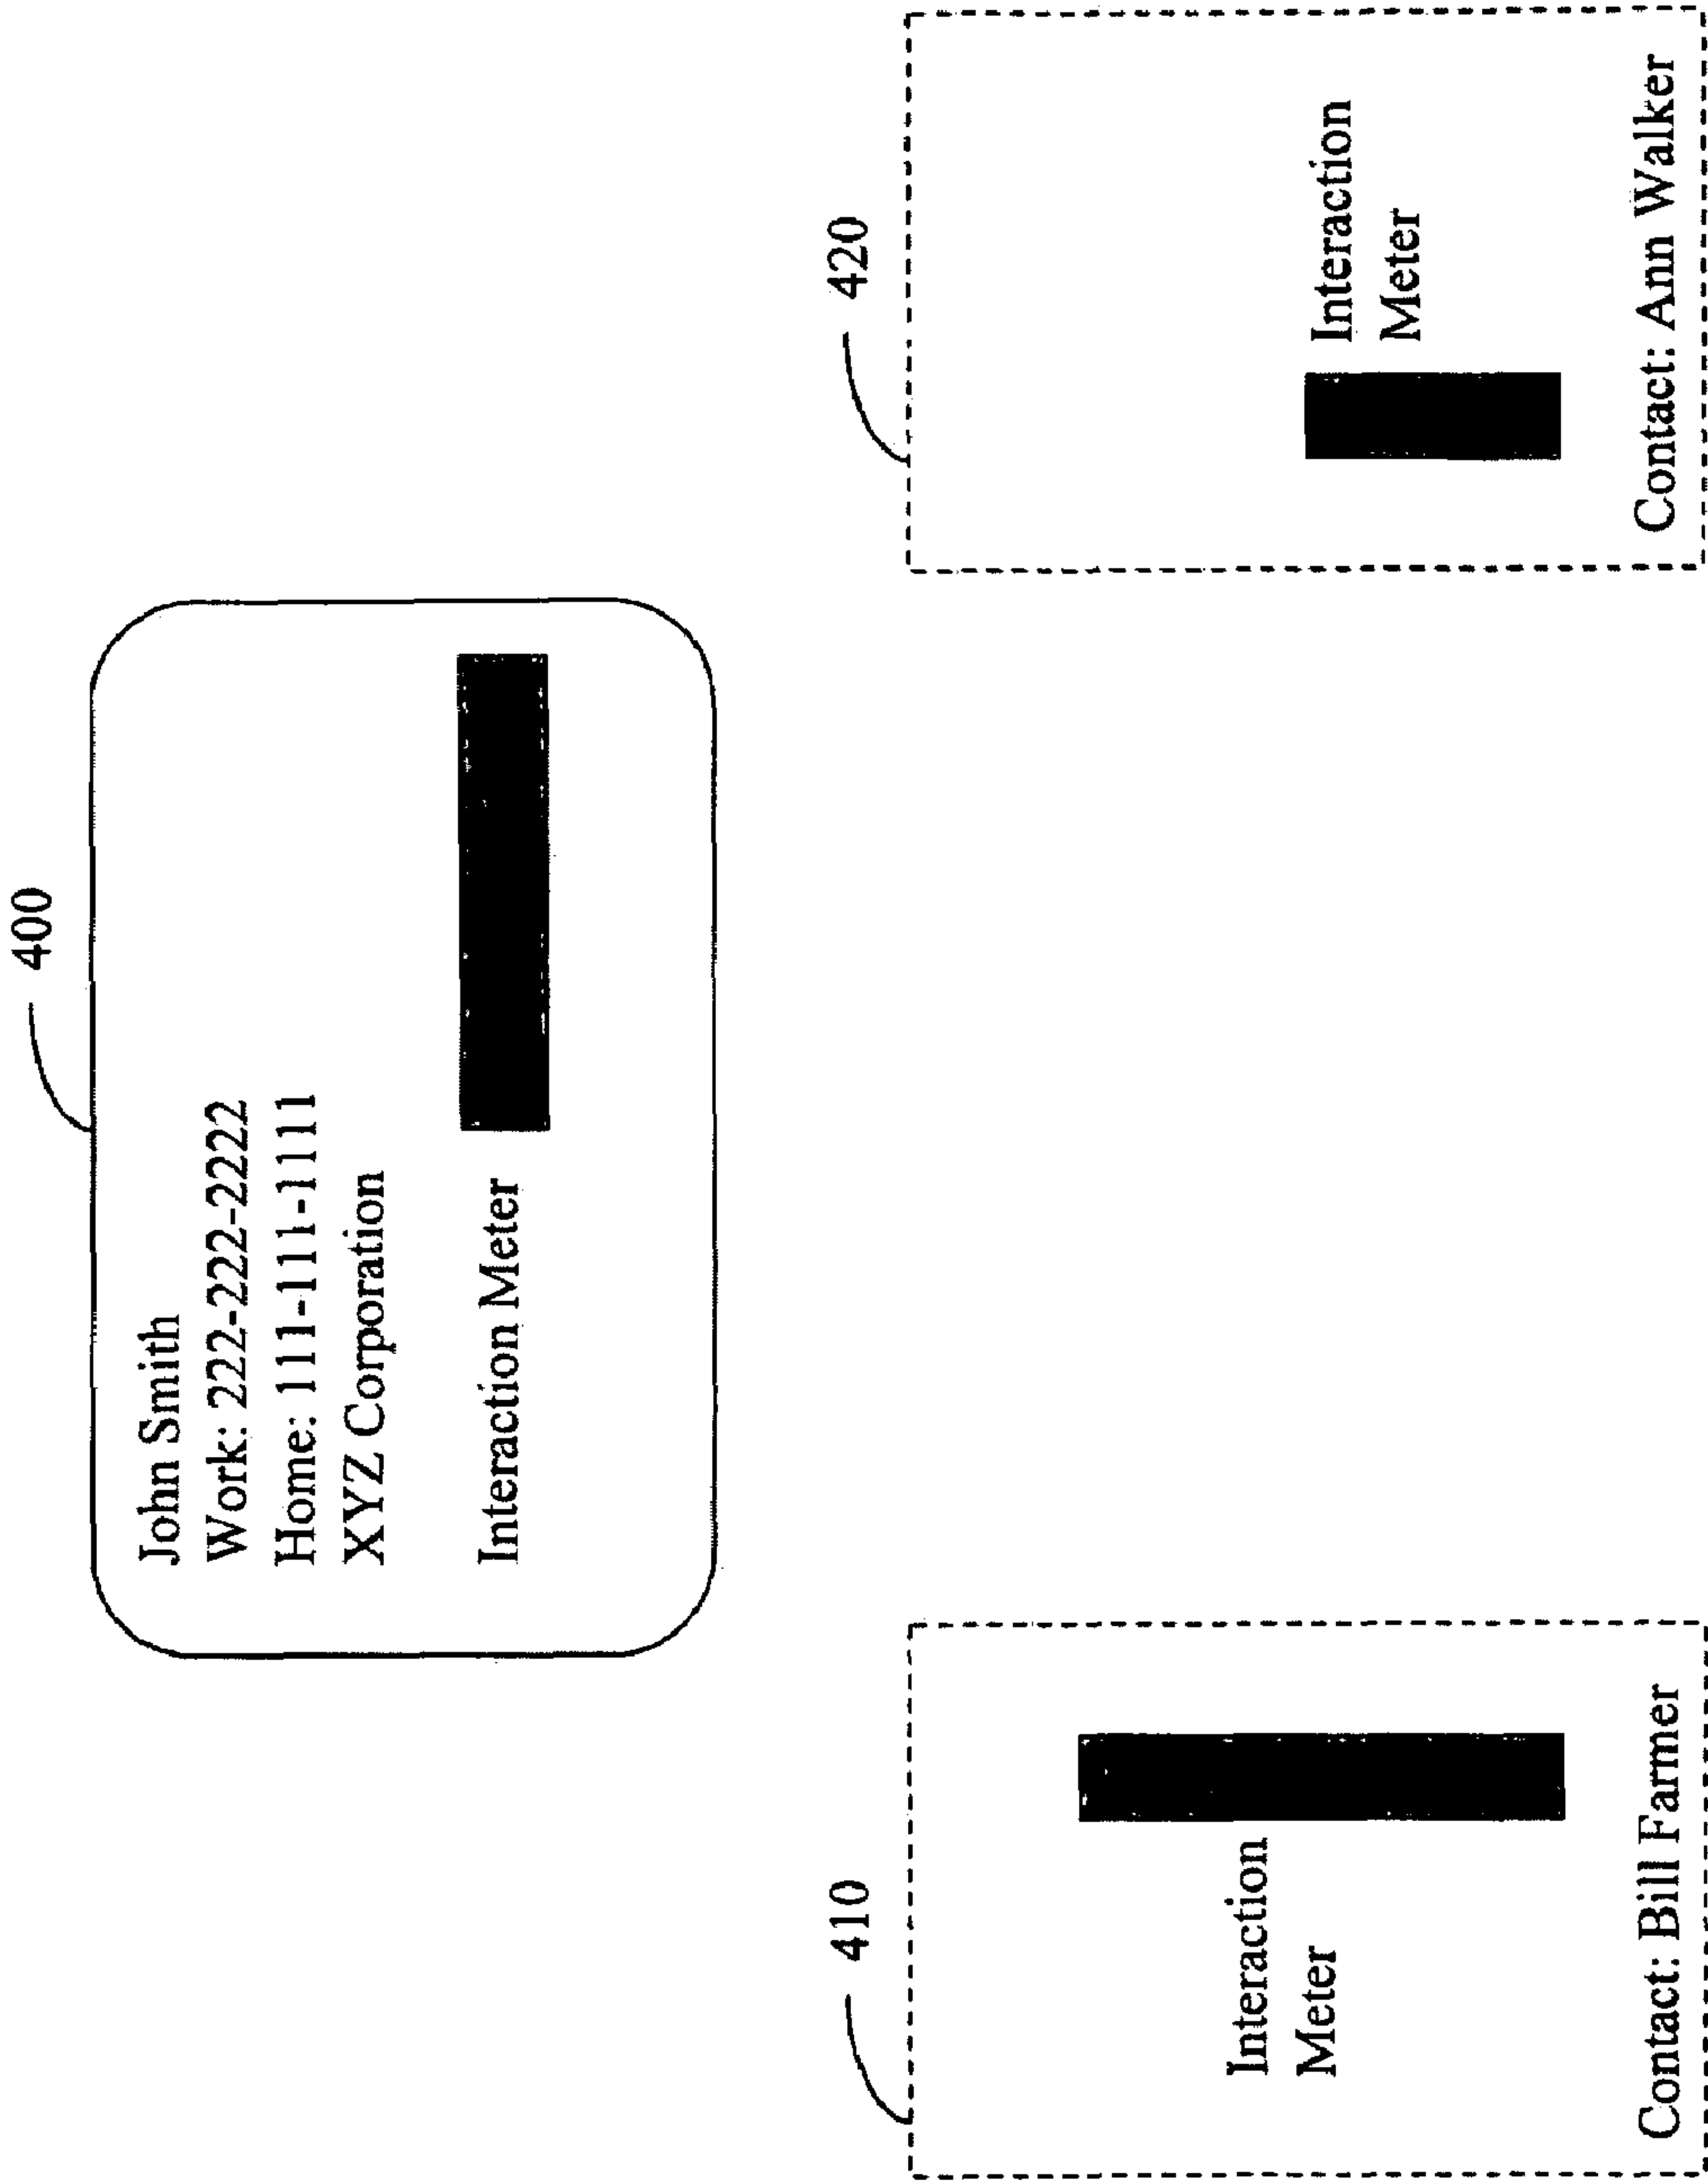 400
John Smith
Work: 222-222-2222
Home: 111-111-1111
XYZ Corporation
Interaction Meter
410
Interaction
Meter
Contact: Bill Farmer
420
Interaction
Meter
Contact: Ann Walker